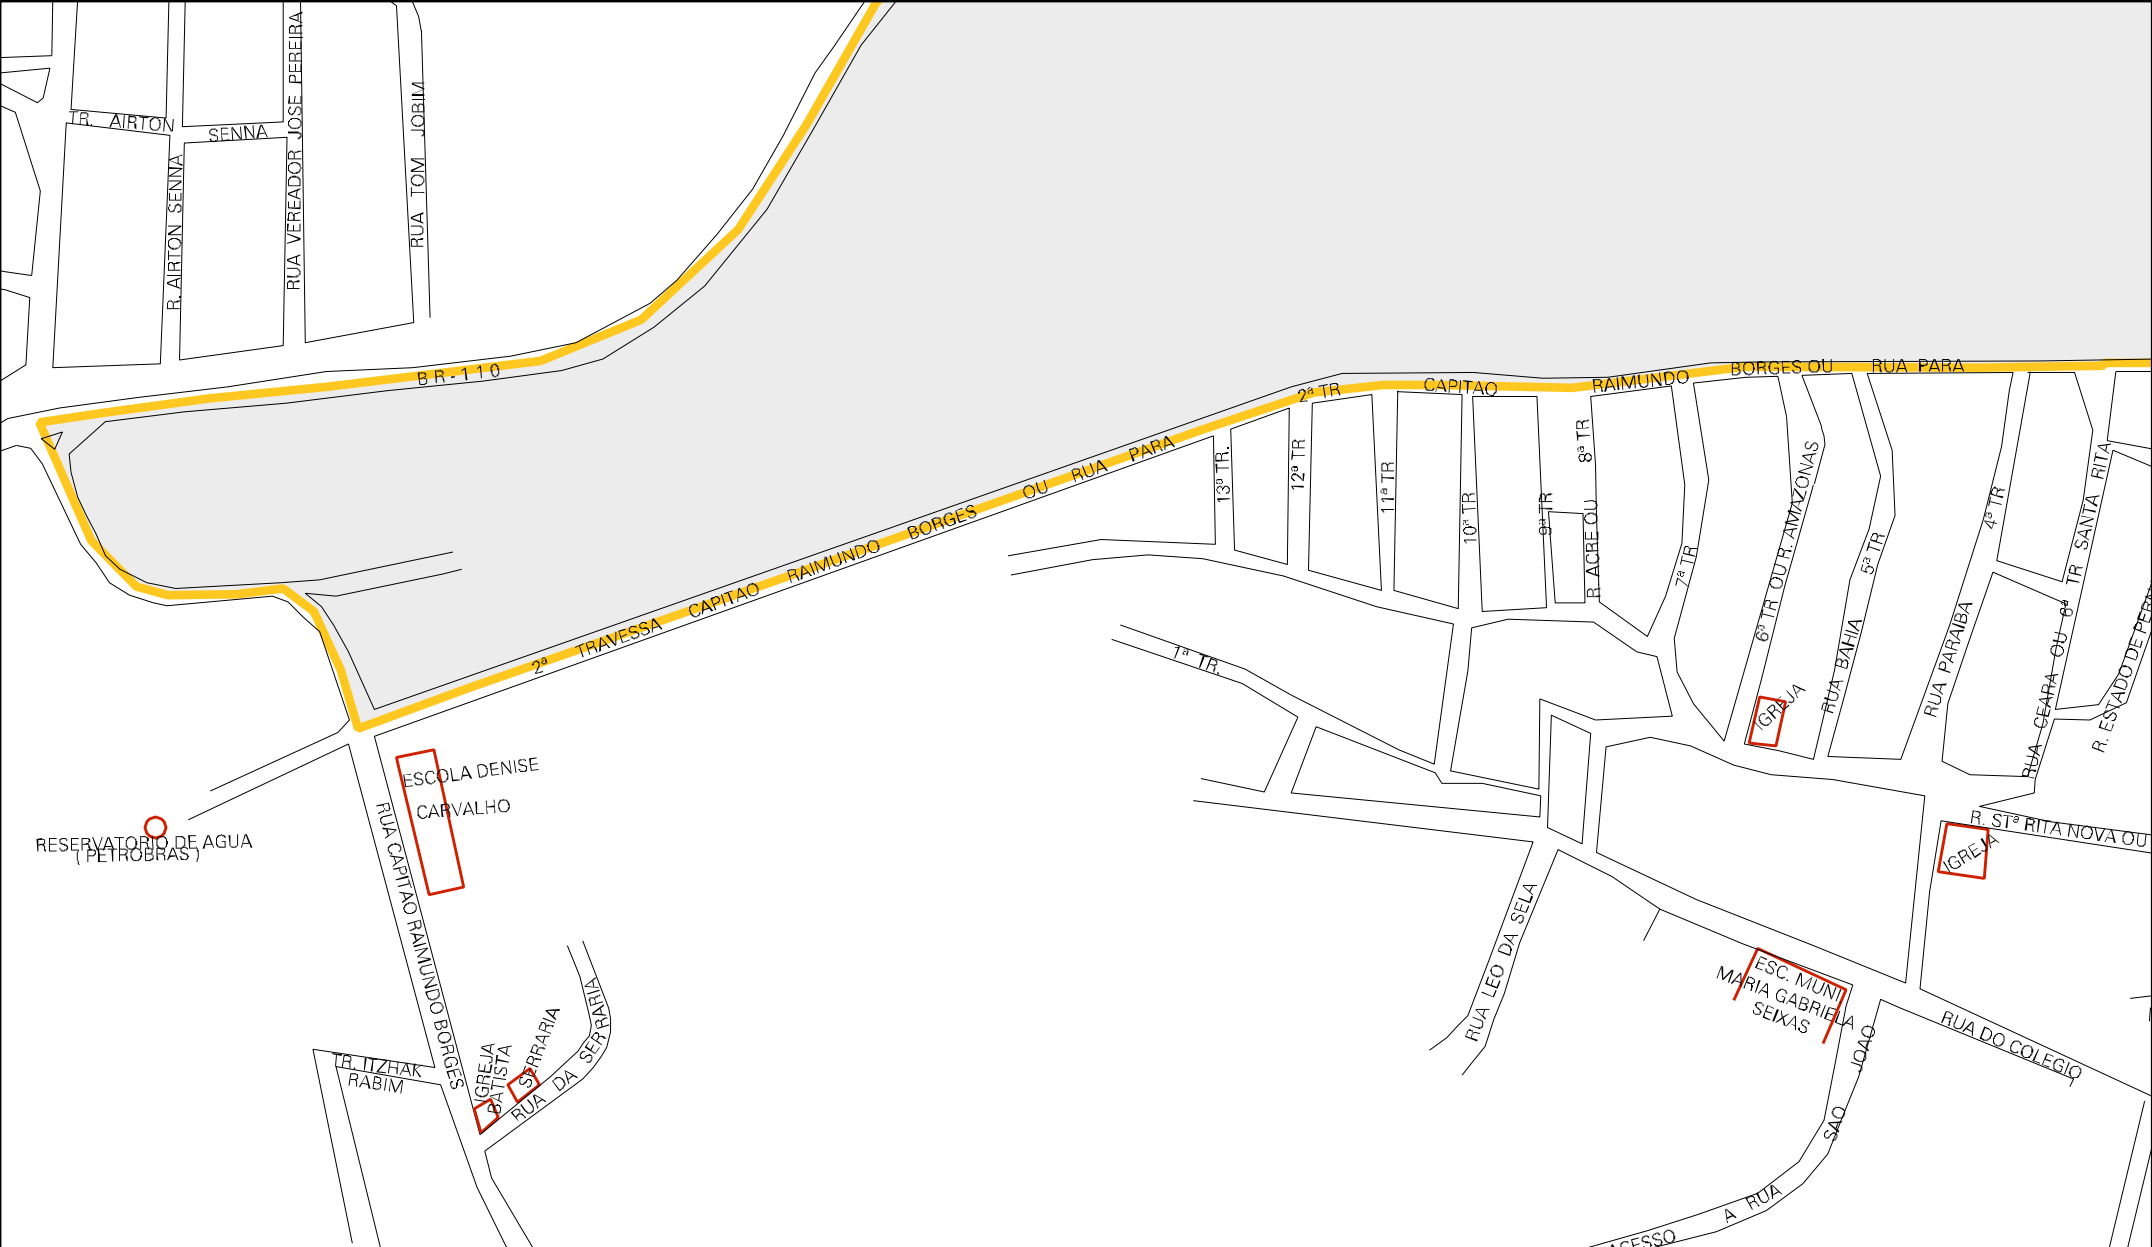 TR. AIRTON SENNA
R. AIRTON SENNA
RUA VEREADOR JOSE PEREIRA
RUA TOM JOBIM
BR-110
2ª TRAVESSA CAPITAO RAIMUNDO BORGES OU RUA PARA
2ª TR CAPITAO RAIMUNDO BORGES OU RUA PARA
13ª TR.
12ª TR
11ª TR
10ª TR
9ª TR
8ª TR
R ACRE OU
7ª TR
6ª TR OU R. AMAZONAS
5ª TR
RUA BAHIA
4ª TR
RUA PARAIBA
RUA CEARA OU 6ª TR SANTA RITA
R. ESTADO DE
1ª TR.
IGREJA
ESCOLA DENISE
CARVALHO
RESERVATORIO DE AGUA
( PETROBRAS )
RUA CAPITAO RAIMUNDO BORGES
R. STª RITA NOVA OU
IGREJA
RUA LEO DA SELA
ESC. MUNI
MARIA GABRIELA
SEIXAS
RUA DO COLEGIO
TR. ITZHAK
RABIM
IGREJA
BATISTA
SERRARIA
RUA DA SERRARIA
ACESSO A RUA SAO JOAO